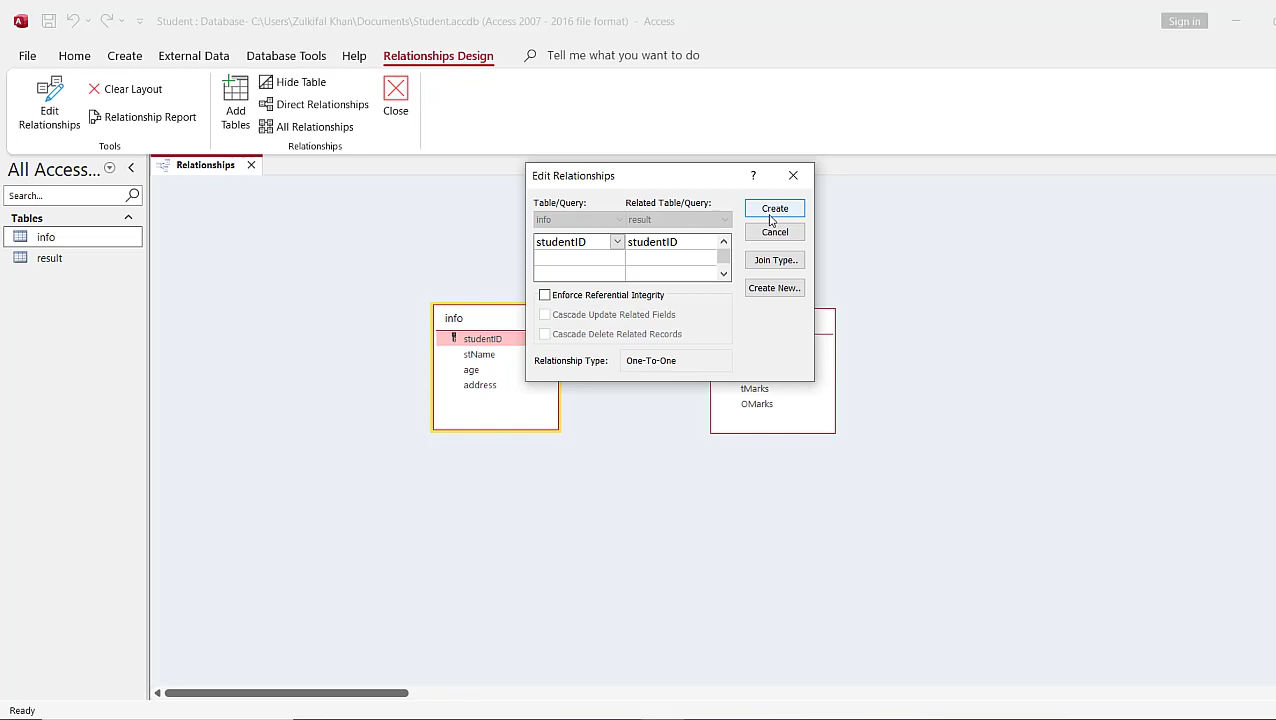 Student : Database- C:\Users\Zulkifal Khan\Documents\Student.accdb (Access 2007 - 2016 file format) - Access
Sign in
File Home Create External Data Database Tools Help Relationships Design Tell me what you want to do
Edit Relationships
Clear Layout
Relationship Report
Tools
Add Tables
Hide Table
Direct Relationships
All Relationships
Close
Relationships
All Access...
Search...
Tables
info
result
Relationships
Edit Relationships ?
Table/Query: Related Table/Query:
info result
studentID studentID
Create
Cancel
Join Type..
Create New..
Enforce Referential Integrity
Cascade Update Related Fields
Cascade Delete Related Records
Relationship Type: One-To-One
info
studentID
stName
age
address
tMarks
OMarks
Ready